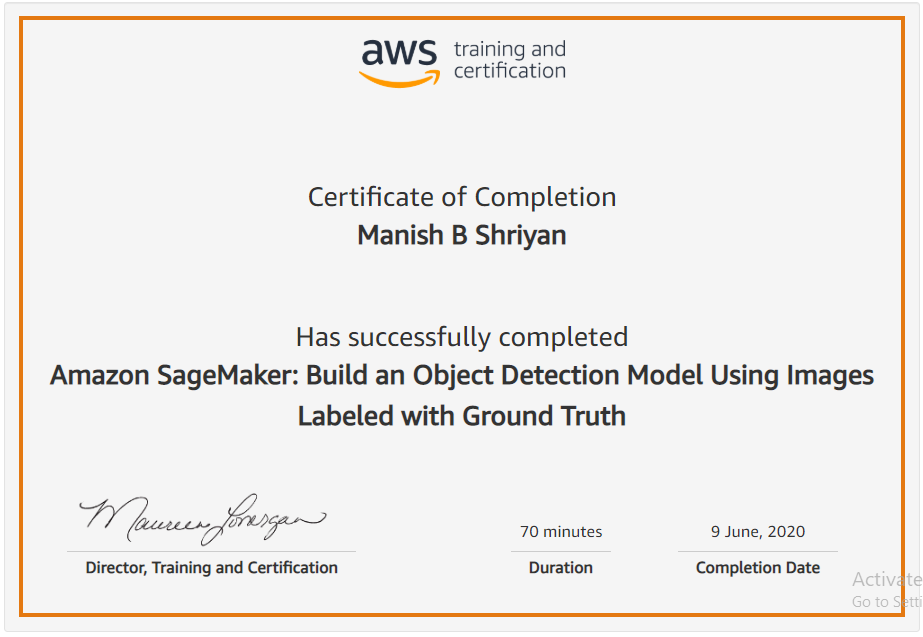 aws training and
certification
Certificate of Completion
Manish B Shriyan
Has successfully completed
Amazon SageMaker: Build an Object Detection Model Using Images
Labeled with Ground Truth
Maureen Lonergan
Director, Training and Certification
70 minutes
Duration
9 June, 2020
Completion Date
Activate
Go to Setti